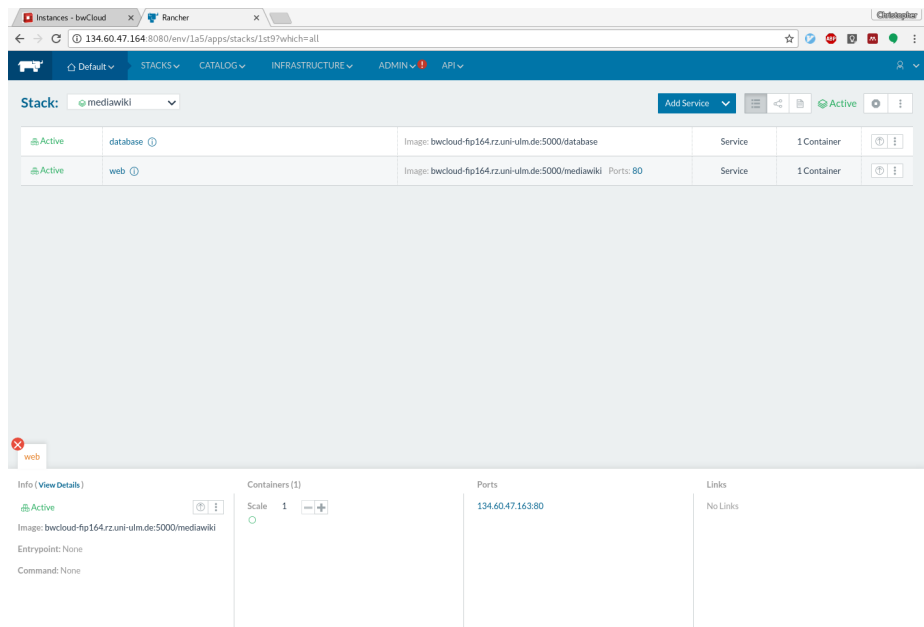 Instances - bwCloud
Rancher
Christopher
134.60.47.164:8080/env/1a5/apps/stacks/1st9?which=all
ABP
Default
STACKS
CATALOG
INFRASTRUCTURE
ADMIN !
API
Stack: mediawiki
Add Service
Active
Active database Image: bwcloud-fip164.rz.uni-ulm.de:5000/database Service 1 Container
Active web Image: bwcloud-fip164.rz.uni-ulm.de:5000/mediawiki Ports: 80 Service 1 Container
web
Info ( View Details )
Active
Image: bwcloud-fip164.rz.uni-ulm.de:5000/mediawiki
Entrypoint: None
Command: None
Containers (1)
Scale 1
Ports
134.60.47.163:80
Links
No Links